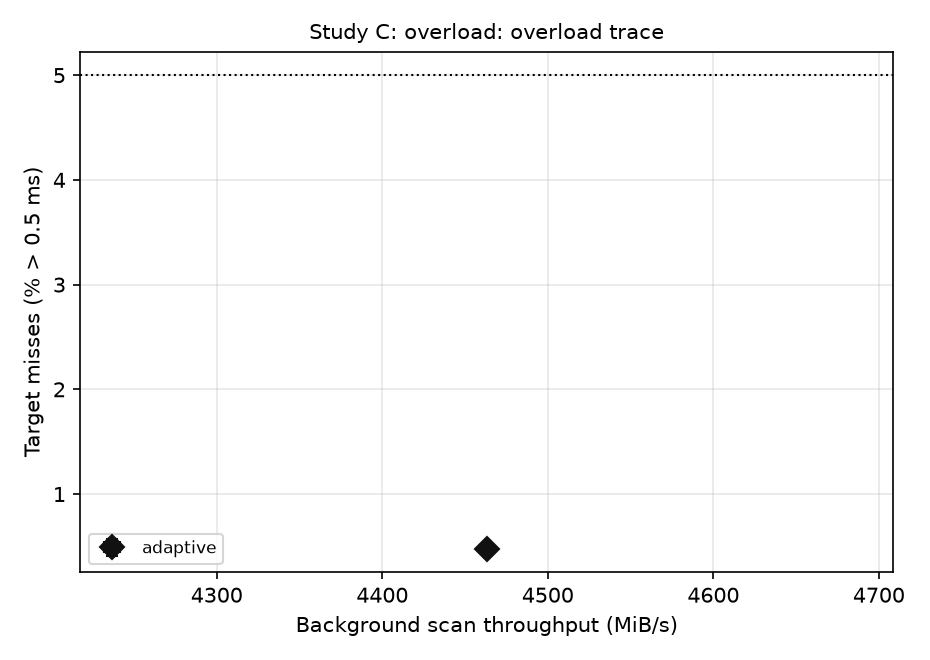 Study C: overload: overload trace
Target misses (% > 0.5 ms)
5
4
3
2
1
adaptive
4300 4400 4500 4600 4700
Background scan throughput (MiB/s)